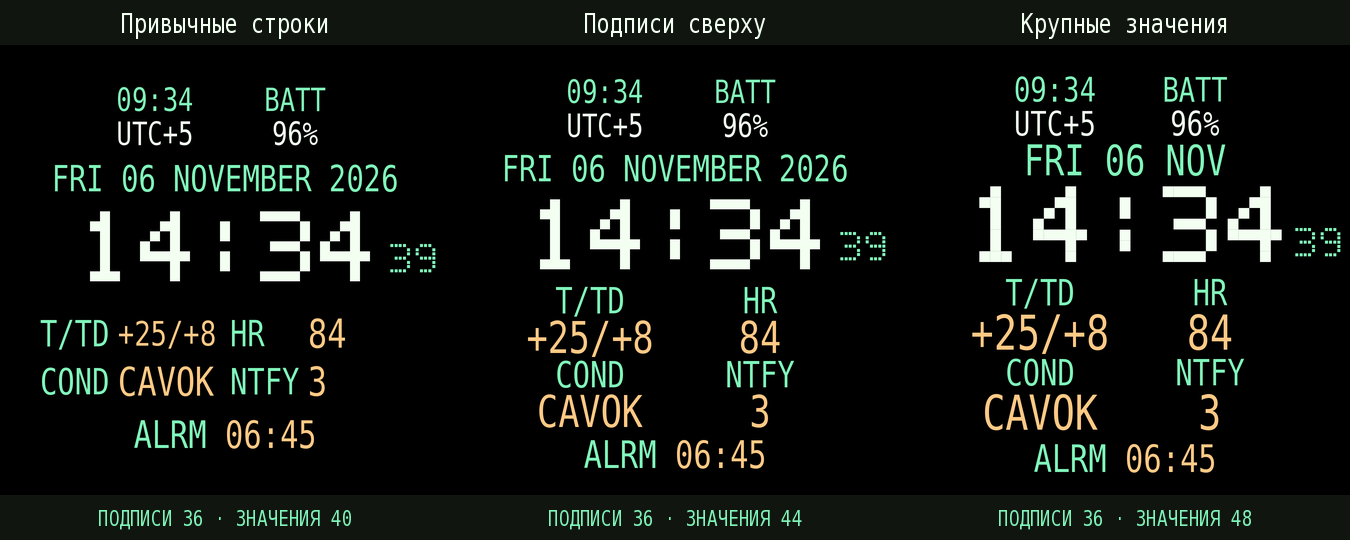 Привычные строки
09:34 BATT
UTC+5 96%
FRI 06 NOVEMBER 2026
14:34 39
T/TD +25/+8 HR 84
COND CAVOK NTFY 3
ALRM 06:45
ПОДПИСИ 36 · ЗНАЧЕНИЯ 40
Подписи сверху
09:34 BATT
UTC+5 96%
FRI 06 NOVEMBER 2026
14:34 39
T/TD HR
+25/+8 84
COND NTFY
CAVOK 3
ALRM 06:45
ПОДПИСИ 36 · ЗНАЧЕНИЯ 44
Крупные значения
09:34 BATT
UTC+5 96%
FRI 06 NOV
14:34 39
T/TD HR
+25/+8 84
COND NTFY
CAVOK 3
ALRM 06:45
ПОДПИСИ 36 · ЗНАЧЕНИЯ 48